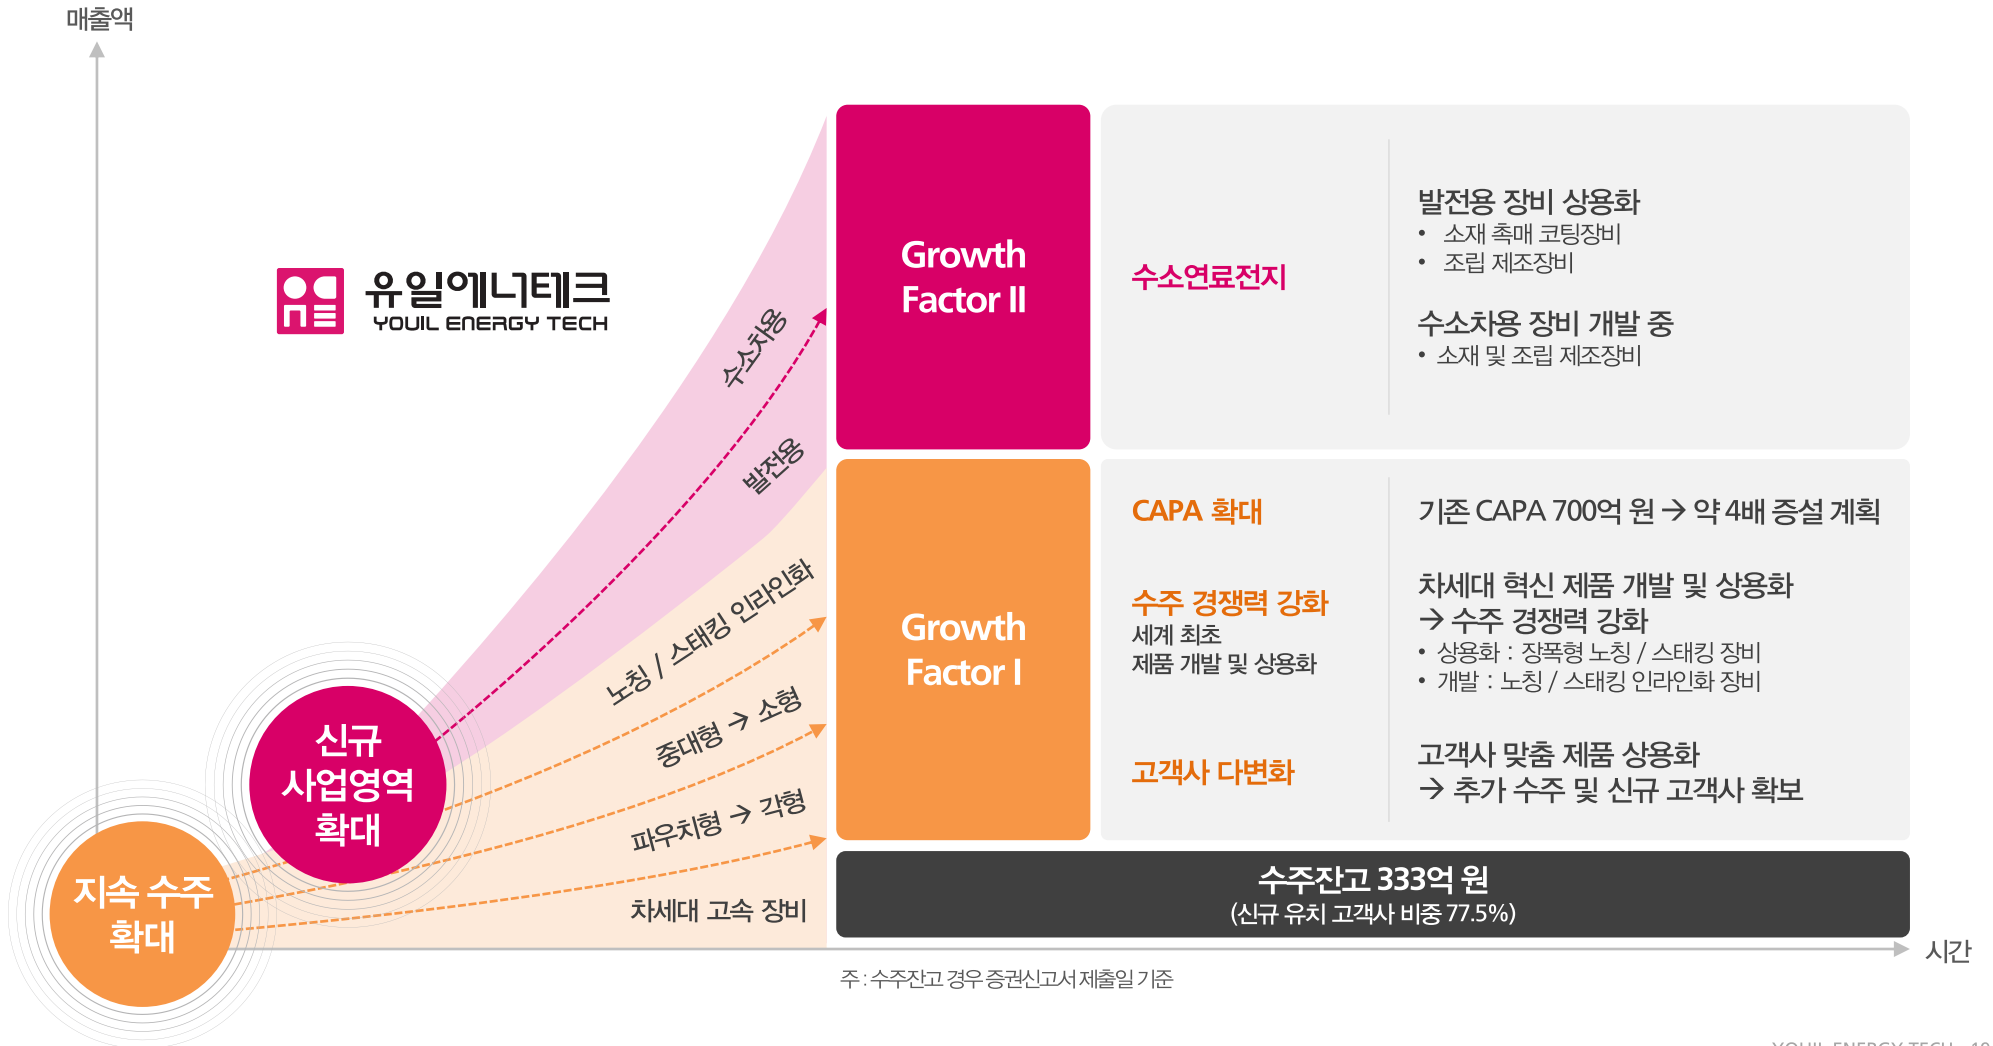 매출액
유일에너테크
YOUIL ENERGY TECH
수소차용
발전용
노칭 / 스태킹 인라인화
중대형 → 소형
파우치형 → 각형
차세대 고속 장비
신규
사업영역
확대
지속 수주
확대
Growth
Factor II
수소연료전지
발전용 장비 상용화
• 소재 촉매 코팅장비
• 조립 제조장비
수소차용 장비 개발 중
• 소재 및 조립 제조장비
Growth
Factor I
CAPA 확대
기존 CAPA 700억 원 → 약 4배 증설 계획
수주 경쟁력 강화
세계 최초
제품 개발 및 상용화
차세대 혁신 제품 개발 및 상용화
→ 수주 경쟁력 강화
• 상용화 : 장폭형 노칭 / 스태킹 장비
• 개발 : 노칭 / 스태킹 인라인화 장비
고객사 다변화
고객사 맞춤 제품 상용화
→ 추가 수주 및 신규 고객사 확보
수주잔고 333억 원
(신규 유치 고객사 비중 77.5%)
시간
주 : 수주잔고 경우 증권신고서 제출일 기준
YOUIL ENERGY TECH